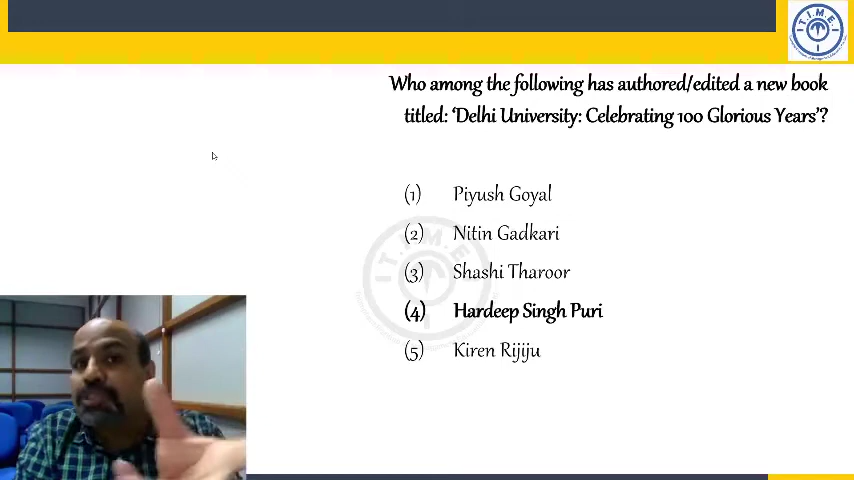 T.I.M.E.
Who among the following has authored/edited a new book
titled: ‘Delhi University: Celebrating 100 Glorious Years’?
(1) Piyush Goyal
(2) Nitin Gadkari
(3) Shashi Tharoor
(4) Hardeep Singh Puri
(5) Kiren Rijiju
T.I.M.E.